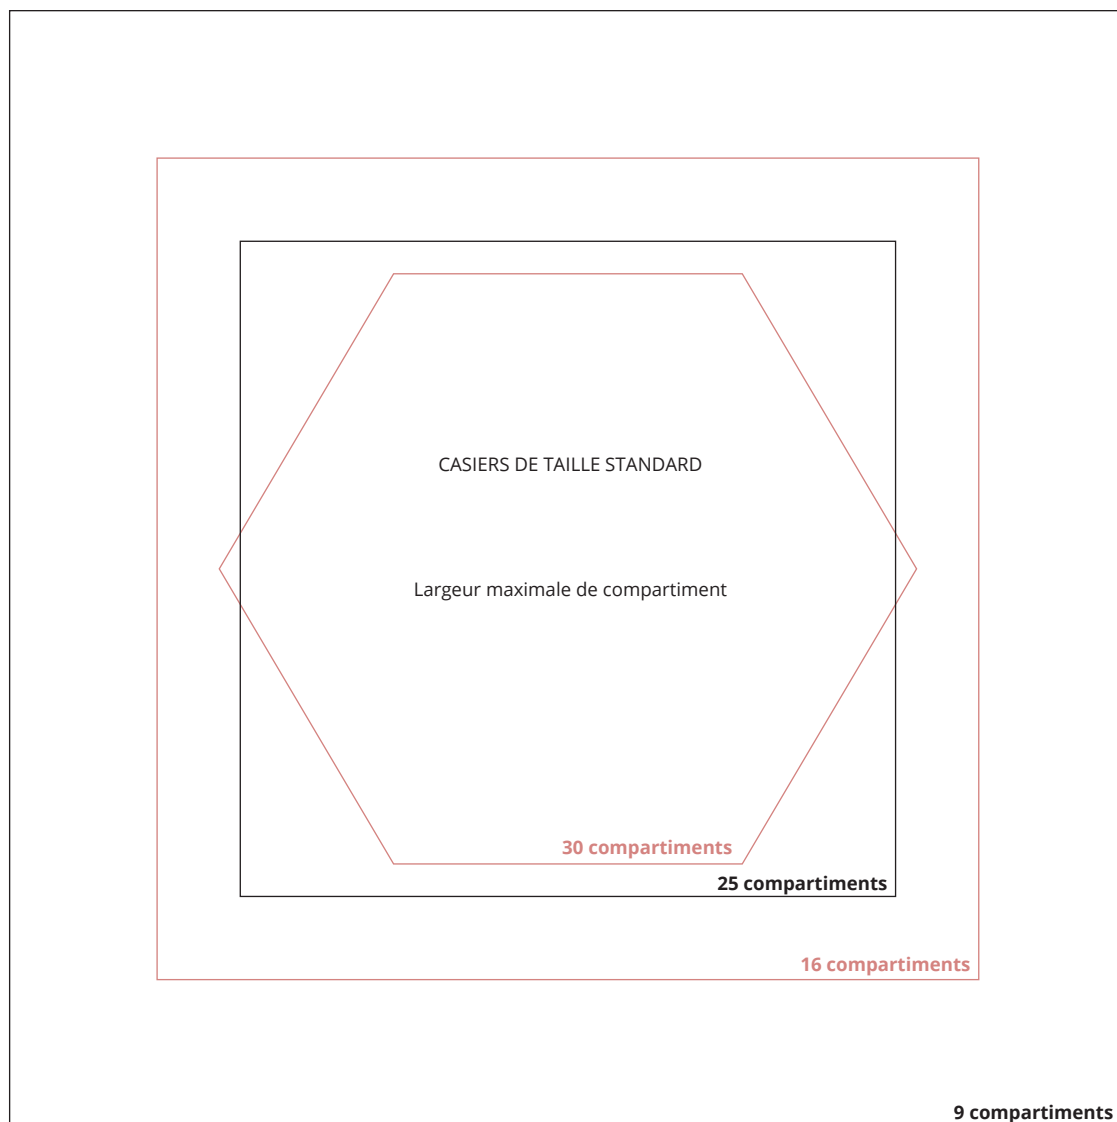 CASIERS DE TAILLE STANDARD
Largeur maximale de compartiment
30 compartiments
25 compartiments
16 compartiments
9 compartiments